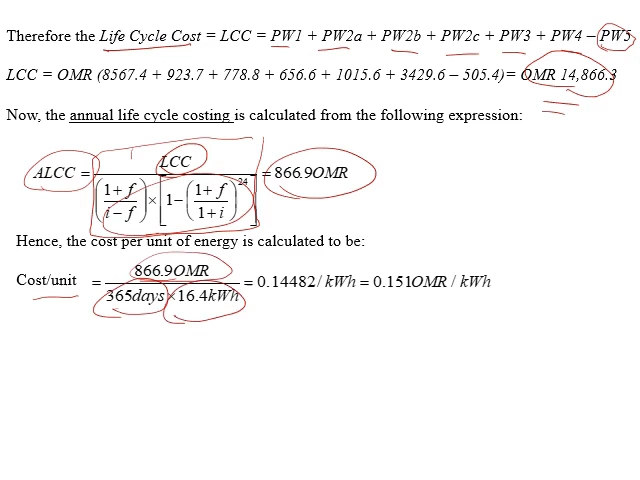 Therefore the Life Cycle Cost = LCC = PW1 + PW2a + PW2b + PW2c + PW3 + PW4 – PW5
LCC = OMR (8567.4 + 923.7 + 778.8 + 656.6 + 1015.6 + 3429.6 – 505.4)= OMR 14,866.3
Now, the annual life cycle costing is calculated from the following expression:
ALCC = LCC / ((1+f / i−f) × [1−(1+f / 1+i)^24]) = 866.9OMR
Hence, the cost per unit of energy is calculated to be:
Cost/unit = 866.9OMR / 365days × 16.4kWh = 0.14482/ kWh = 0.151OMR / kWh